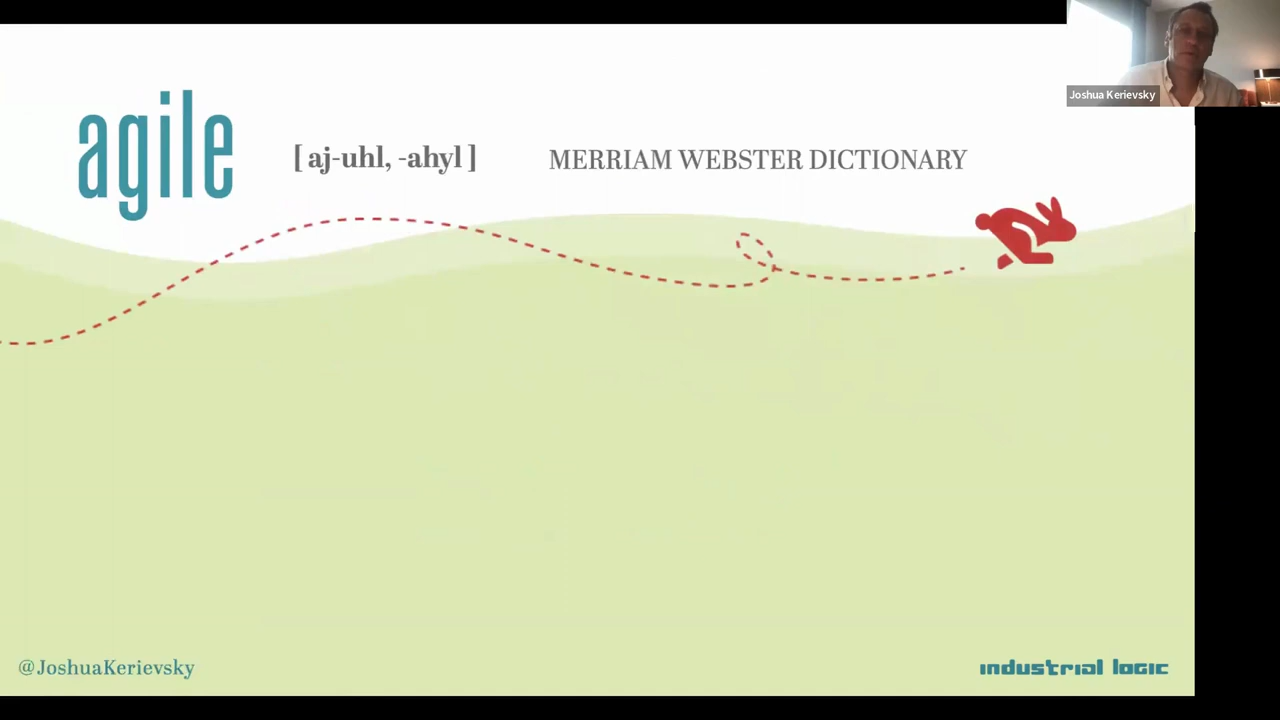 Joshua Kerievsky
agile [ aj-uhl, -ahyl ] MERRIAM WEBSTER DICTIONARY
@JoshuaKerievsky
industrial logic